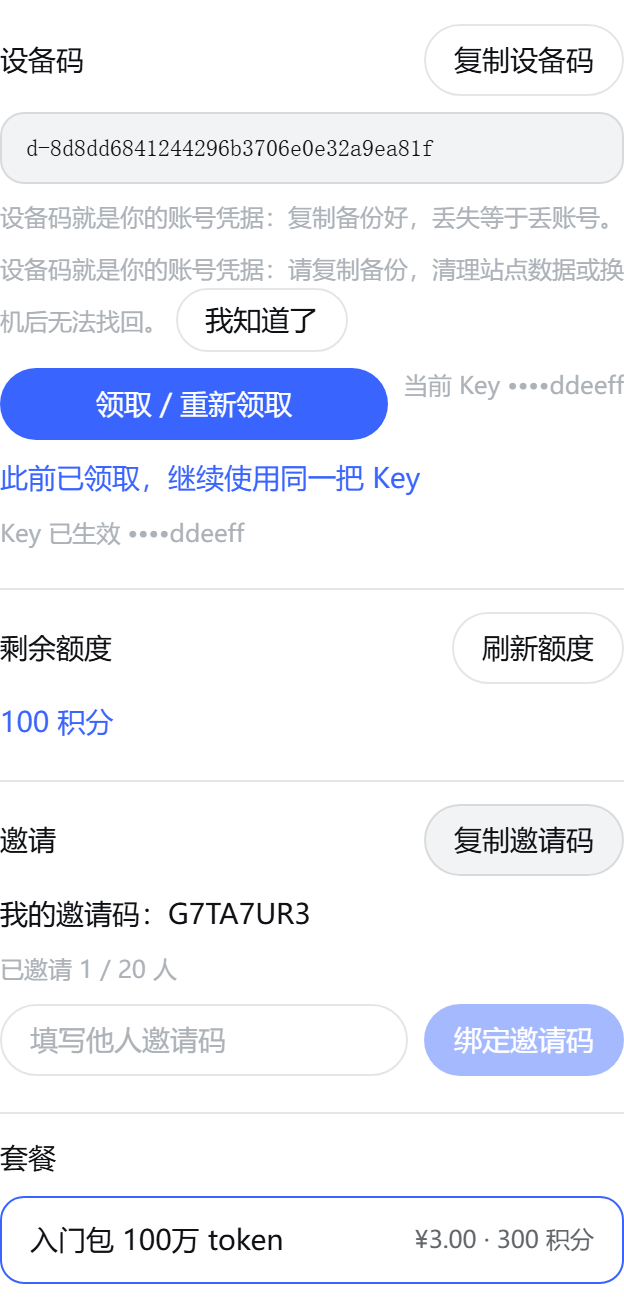 设备码
复制设备码
d-8d8dd6841244296b3706e0e32a9ea81f
设备码就是你的账号凭据：复制备份好，丢失等于丢账号。
设备码就是你的账号凭据：请复制备份，清理站点数据或换
机后无法找回。 我知道了
领取 / 重新领取
当前 Key ••••ddeeff
此前已领取，继续使用同一把 Key
Key 已生效 ••••ddeeff
剩余额度
刷新额度
100 积分
邀请
复制邀请码
我的邀请码：G7TA7UR3
已邀请 1 / 20 人
填写他人邀请码
绑定邀请码
套餐
入门包 100万 token
¥3.00 · 300 积分